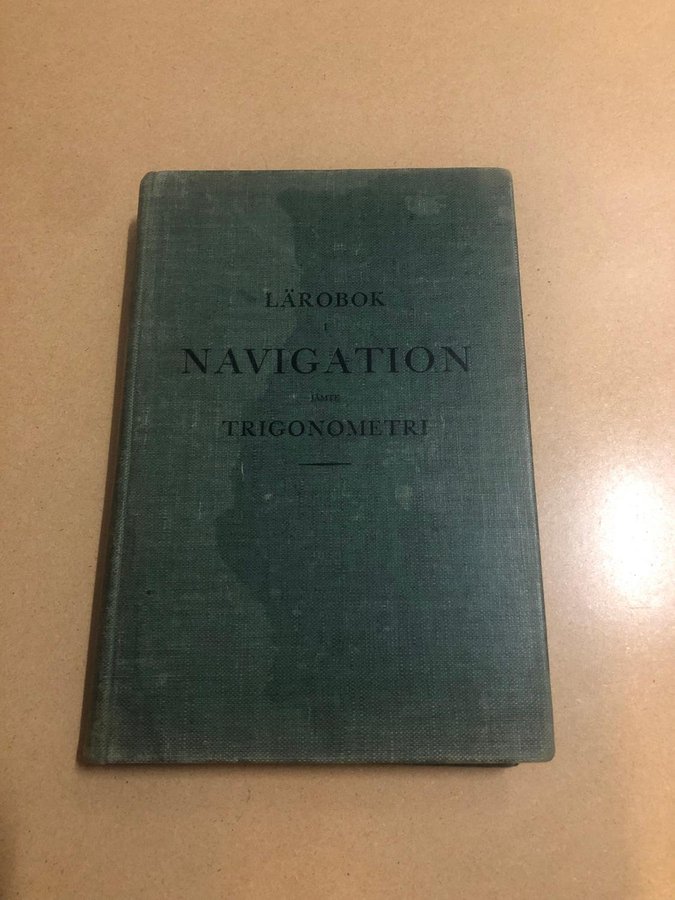 LÄROBOK
I
NAVIGATION
JÄMTE
TRIGONOMETRI